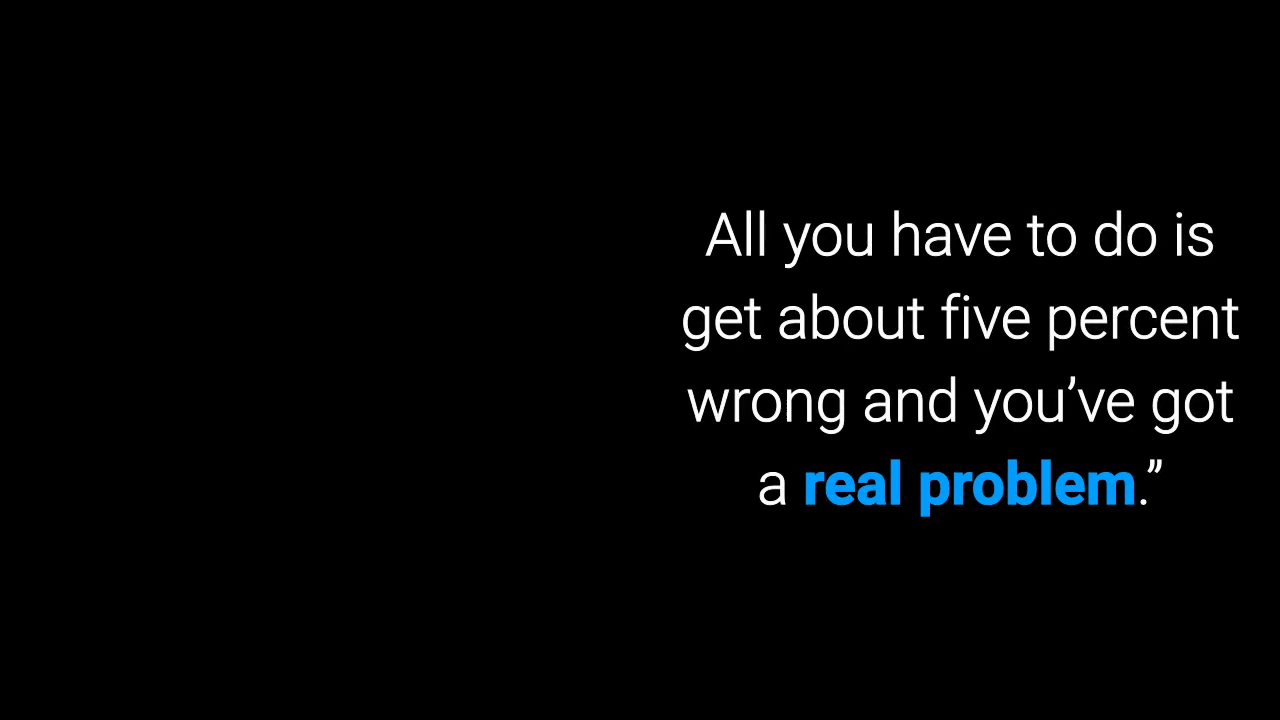 All you have to do is
get about five percent
wrong and you’ve got
a real problem.”